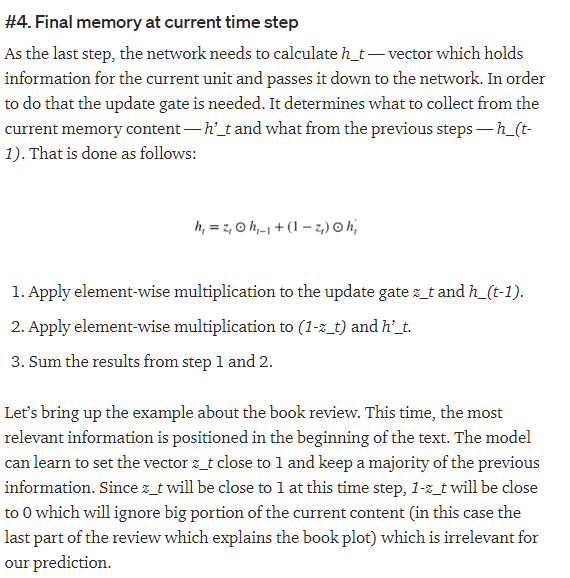 #4. Final memory at current time step
As the last step, the network needs to calculate h_t — vector which holds
information for the current unit and passes it down to the network. In order
to do that the update gate is needed. It determines what to collect from the
current memory content — h’_t and what from the previous steps — h_(t-
1). That is done as follows:
hₜ = zₜ ⊙ hₜ₋₁ + (1 − zₜ) ⊙ h′ₜ
1. Apply element-wise multiplication to the update gate z_t and h_(t-1).
2. Apply element-wise multiplication to (1-z_t) and h’_t.
3. Sum the results from step 1 and 2.
Let’s bring up the example about the book review. This time, the most
relevant information is positioned in the beginning of the text. The model
can learn to set the vector z_t close to 1 and keep a majority of the previous
information. Since z_t will be close to 1 at this time step, 1-z_t will be close
to 0 which will ignore big portion of the current content (in this case the
last part of the review which explains the book plot) which is irrelevant for
our prediction.